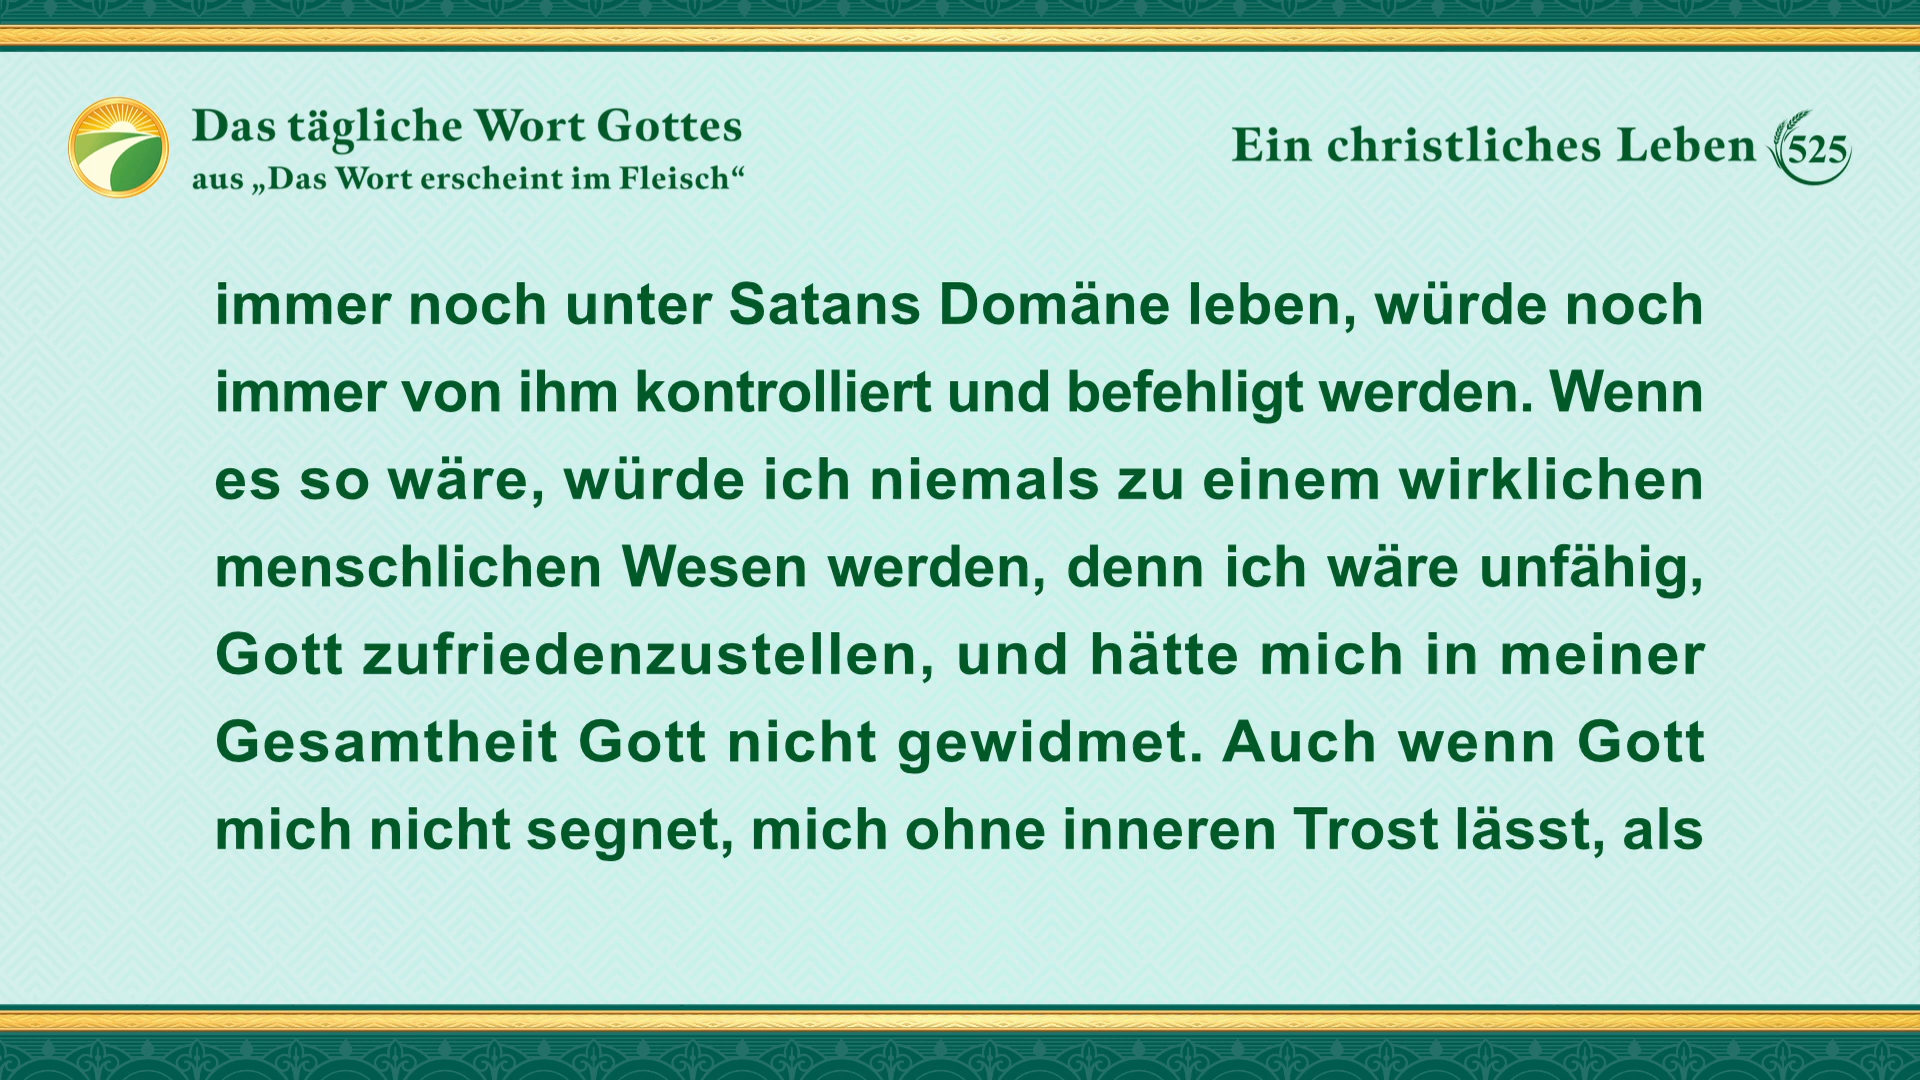 Das tägliche Wort Gottes
aus „Das Wort erscheint im Fleisch“
Ein christliches Leben 525
immer noch unter Satans Domäne leben, würde noch
immer von ihm kontrolliert und befehligt werden. Wenn
es so wäre, würde ich niemals zu einem wirklichen
menschlichen Wesen werden, denn ich wäre unfähig,
Gott zufriedenzustellen, und hätte mich in meiner
Gesamtheit Gott nicht gewidmet. Auch wenn Gott
mich nicht segnet, mich ohne inneren Trost lässt, als